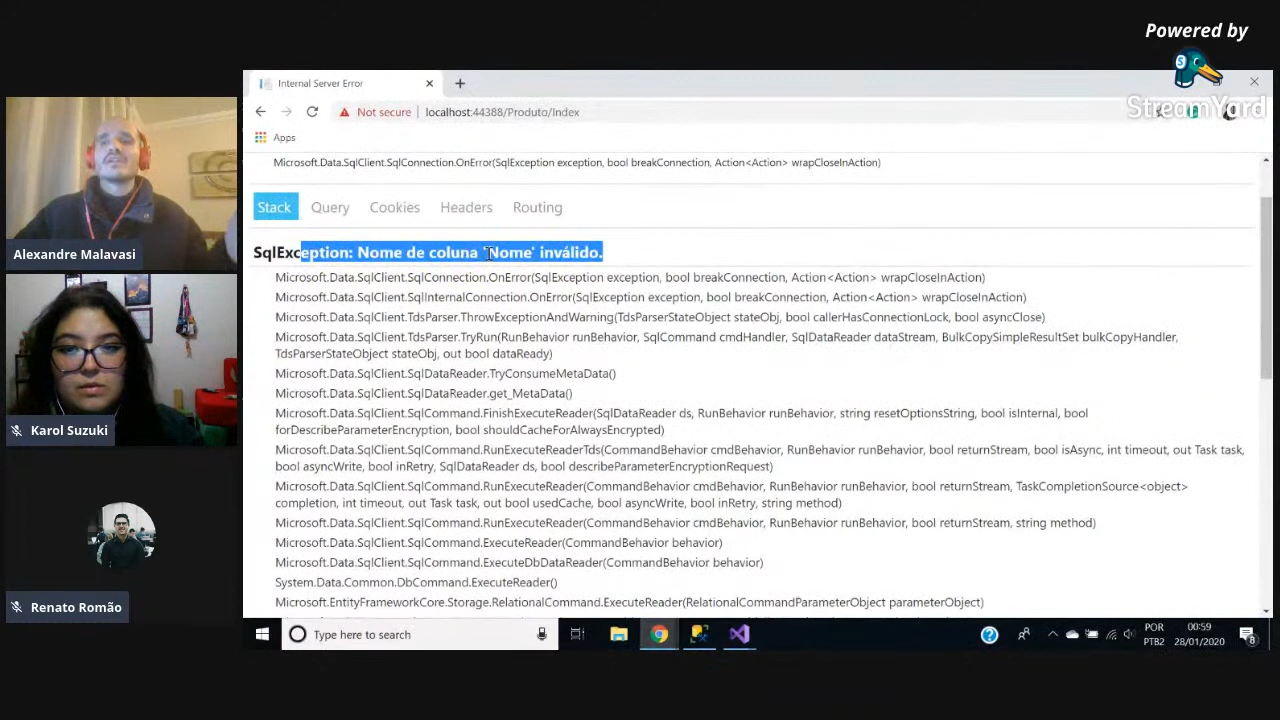 Powered by
StreamYard
Internal Server Error
Not secure
localhost:44388/Produto/Index
Apps
Microsoft.Data.SqlClient.SqlConnection.OnError(SqlException exception, bool breakConnection, Action<Action> wrapCloseInAction)
Stack Query Cookies Headers Routing
SqlException: Nome de coluna 'Nome' inválido.
Microsoft.Data.SqlClient.SqlConnection.OnError(SqlException exception, bool breakConnection, Action<Action> wrapCloseInAction)
Microsoft.Data.SqlClient.SqlInternalConnection.OnError(SqlException exception, bool breakConnection, Action<Action> wrapCloseInAction)
Microsoft.Data.SqlClient.TdsParser.ThrowExceptionAndWarning(TdsParserStateObject stateObj, bool callerHasConnectionLock, bool asyncClose)
Microsoft.Data.SqlClient.TdsParser.TryRun(RunBehavior runBehavior, SqlCommand cmdHandler, SqlDataReader dataStream, BulkCopySimpleResultSet bulkCopyHandler,
TdsParserStateObject stateObj, out bool dataReady)
Microsoft.Data.SqlClient.SqlDataReader.TryConsumeMetaData()
Microsoft.Data.SqlClient.SqlDataReader.get_MetaData()
Microsoft.Data.SqlClient.SqlCommand.FinishExecuteReader(SqlDataReader ds, RunBehavior runBehavior, string resetOptionsString, bool isInternal, bool
forDescribeParameterEncryption, bool shouldCacheForAlwaysEncrypted)
Microsoft.Data.SqlClient.SqlCommand.RunExecuteReaderTds(CommandBehavior cmdBehavior, RunBehavior runBehavior, bool returnStream, bool isAsync, int timeout, out Task task,
bool asyncWrite, bool inRetry, SqlDataReader ds, bool describeParameterEncryptionRequest)
Microsoft.Data.SqlClient.SqlCommand.RunExecuteReader(CommandBehavior cmdBehavior, RunBehavior runBehavior, bool returnStream, TaskCompletionSource<object>
completion, int timeout, out Task task, out bool usedCache, bool asyncWrite, bool inRetry, string method)
Microsoft.Data.SqlClient.SqlCommand.RunExecuteReader(CommandBehavior cmdBehavior, RunBehavior runBehavior, bool returnStream, string method)
Microsoft.Data.SqlClient.SqlCommand.ExecuteReader(CommandBehavior behavior)
Microsoft.Data.SqlClient.SqlCommand.ExecuteDbDataReader(CommandBehavior behavior)
System.Data.Common.DbCommand.ExecuteReader()
Microsoft.EntityFrameworkCore.Storage.RelationalCommand.ExecuteReader(RelationalCommandParameterObject parameterObject)
Alexandre Malavasi
Karol Suzuki
Renato Romão
Type here to search
POR
PTB2
00:59
28/01/2020
8